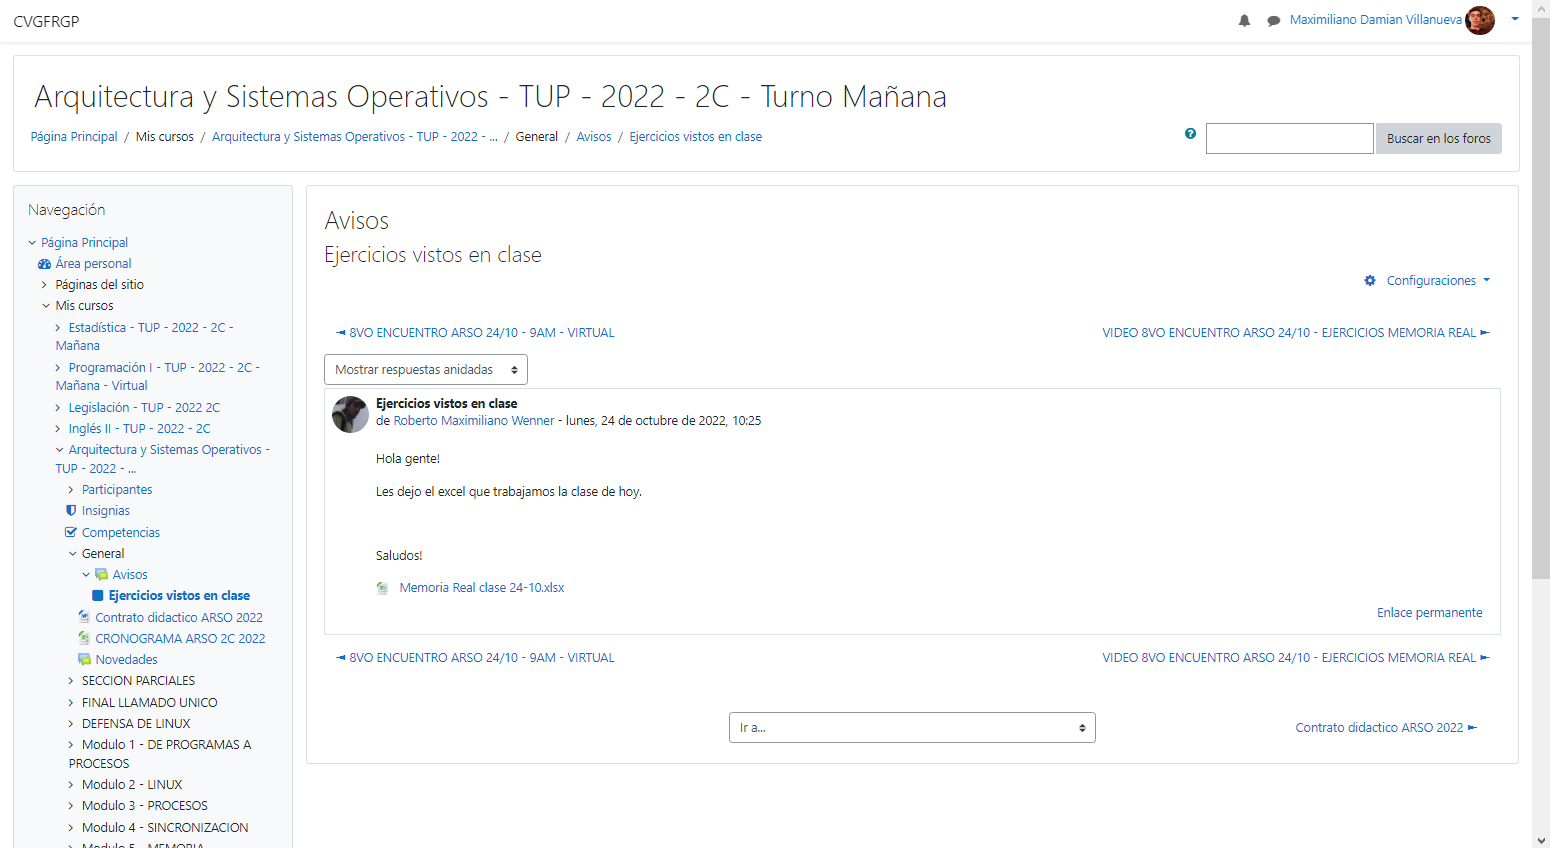 CVGFRGP
Maximiliano Damian Villanueva
Arquitectura y Sistemas Operativos - TUP - 2022 - 2C - Turno Mañana
Página Principal / Mis cursos / Arquitectura y Sistemas Operativos - TUP - 2022 - ... / General / Avisos / Ejercicios vistos en clase
Buscar en los foros
Navegación
Página Principal
Área personal
Páginas del sitio
Mis cursos
Estadística - TUP - 2022 - 2C -
Mañana
Programación I - TUP - 2022 - 2C -
Mañana - Virtual
Legislación - TUP - 2022 2C
Inglés II - TUP - 2022 - 2C
Arquitectura y Sistemas Operativos -
TUP - 2022 - ...
Participantes
Insignias
Competencias
General
Avisos
Ejercicios vistos en clase
Contrato didactico ARSO 2022
CRONOGRAMA ARSO 2C 2022
Novedades
SECCION PARCIALES
FINAL LLAMADO UNICO
DEFENSA DE LINUX
Modulo 1 - DE PROGRAMAS A
PROCESOS
Modulo 2 - LINUX
Modulo 3 - PROCESOS
Modulo 4 - SINCRONIZACION
Modulo 5 - MEMORIA
Avisos
Ejercicios vistos en clase
Configuraciones
◄ 8VO ENCUENTRO ARSO 24/10 - 9AM - VIRTUAL
VIDEO 8VO ENCUENTRO ARSO 24/10 - EJERCICIOS MEMORIA REAL ►
Mostrar respuestas anidadas
Ejercicios vistos en clase
de Roberto Maximiliano Wenner - lunes, 24 de octubre de 2022, 10:25
Hola gente!
Les dejo el excel que trabajamos la clase de hoy.
Saludos!
Memoria Real clase 24-10.xlsx
Enlace permanente
◄ 8VO ENCUENTRO ARSO 24/10 - 9AM - VIRTUAL
VIDEO 8VO ENCUENTRO ARSO 24/10 - EJERCICIOS MEMORIA REAL ►
Ir a...
Contrato didactico ARSO 2022 ►